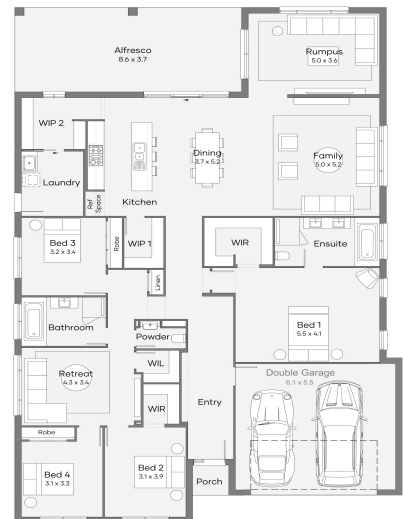 Alfresco
8.6 x 3.7
Rumpus
5.0 x 3.6
WIP 2
Dining
3.7 x 5.2
Family
5.0 x 5.2
Laundry
Ref
Space
Kitchen
Bed 3
3.2 x 3.4
Robe
WIP 1
WIR
Ensuite
Linen
Bathroom
Powder
Bed 1
5.5 x 4.1
Retreat
4.3 x 3.4
WIL
Double Garage
6.1 x 5.5
WIR
Entry
Robe
Bed 4
3.1 x 3.3
Bed 2
3.1 x 3.9
Porch